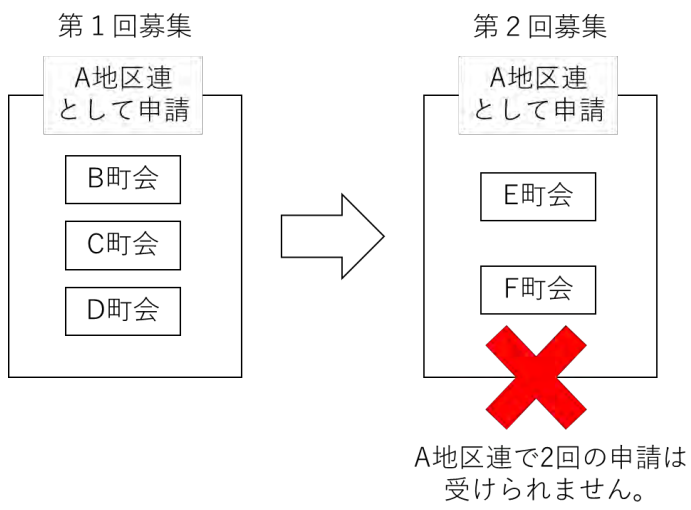 第１回募集
A地区連
として申請
B町会
C町会
D町会
第２回募集
A地区連
として申請
E町会
F町会
A地区連で2回の申請は
受けられません。